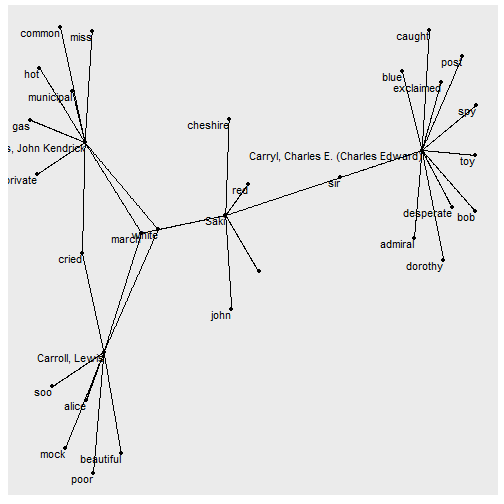 common
miss
caught
post
hot
blue
exclaimed
municipal
spy
gas
cheshire
s, John Kendrick
Carryl, Charles E. (Charles Edward)
toy
private
red
sir
desperate
bob
Saki
march
white
admiral
cried
dorothy
john
Carroll, Lewis
soo
alice
mock
beautiful
poor